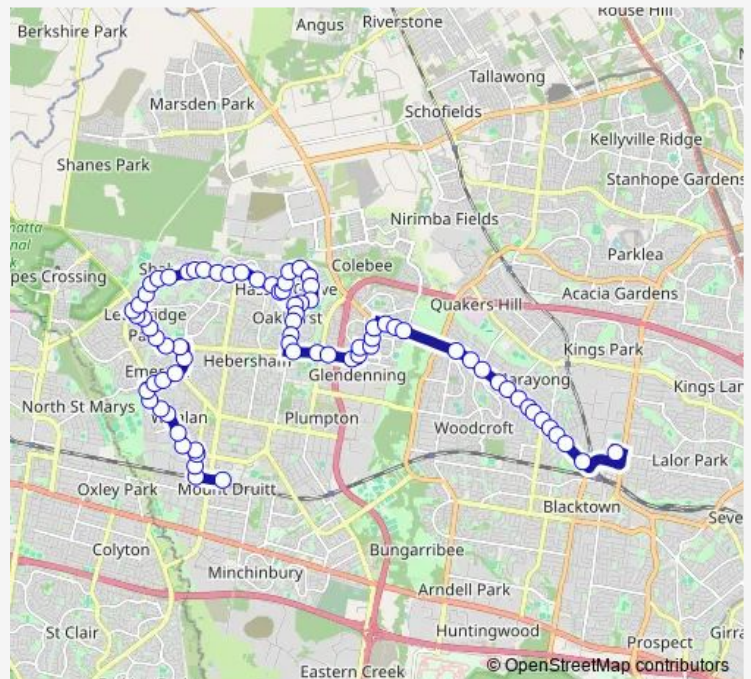 Rouse Hill
Berkshire Park
Angus
Riverstone
Tallawong
Marsden Park
Schofields
Kellyville Ridge
Shanes Park
Stanhope Gardens
Nirimba Fields
Parklea
Colebee
pes Crossing
Acacia Gardens
Quakers Hill
Kings Park
Hebersham
Glendenning
Kings Lan
North St Marys
Plumpton
Woodcroft
Lalor Park
Oxley Park
Mount Druitt
Blacktown
Seve
Colyton
Bungarribee
Minchinbury
Arndell Park
Huntingwood
St Clair
Prospect
Girra
Eastern Creek
© OpenStreetMap contributors